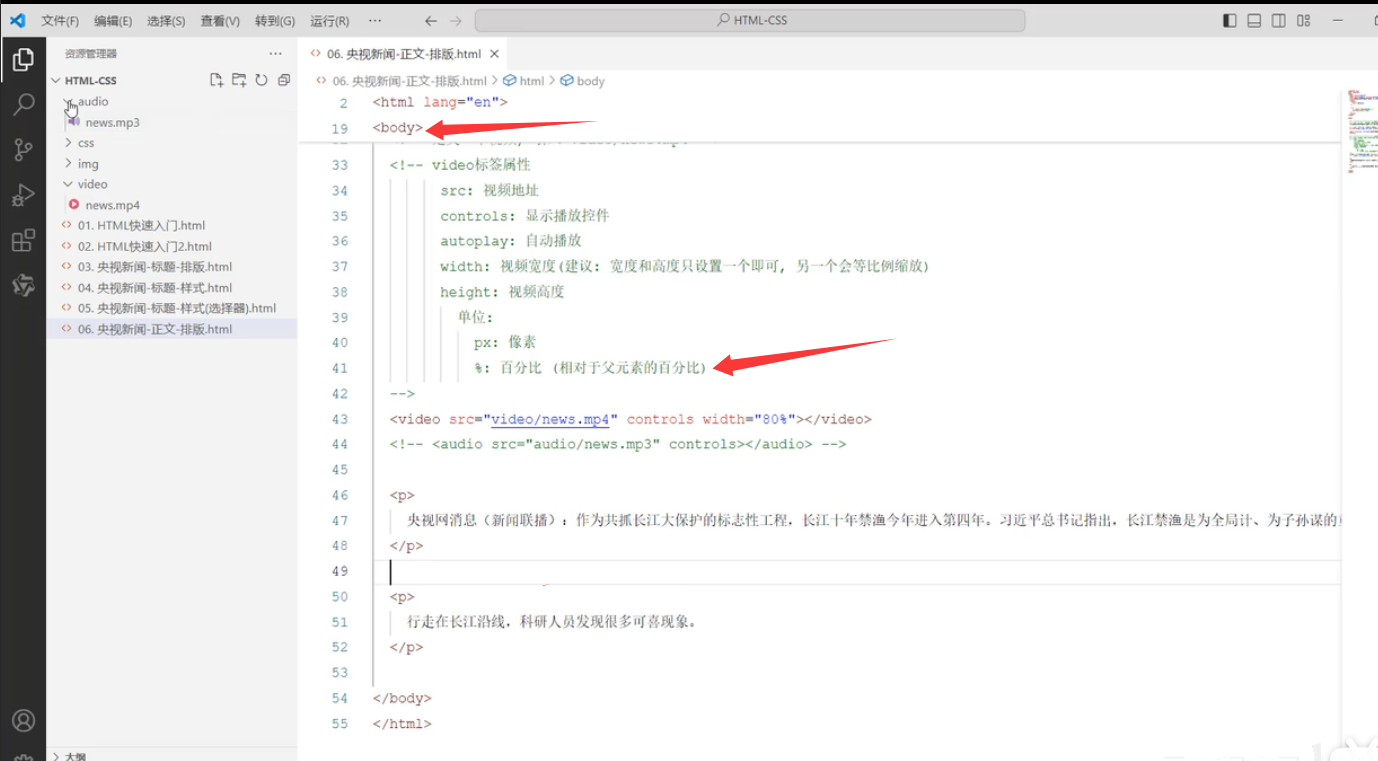 文件(F) 编辑(E) 选择(S) 查看(V) 转到(G) 运行(R) ··· HTML-CSS
资源管理器 ···
HTML-CSS
audio
news.mp3
css
img
video
news.mp4
01. HTML快速入门.html
02. HTML快速入门2.html
03. 央视新闻-标题-排版.html
04. 央视新闻-标题-样式.html
05. 央视新闻-标题-样式(选择器).html
06. 央视新闻-正文-排版.html
大纲
06. 央视新闻-正文-排版.html
06. 央视新闻-正文-排版.html > html > body
2 <html lang="en">
19 <body>
33 <!-- video标签属性
34 src: 视频地址
35 controls: 显示播放控件
36 autoplay: 自动播放
37 width: 视频宽度(建议: 宽度和高度只设置一个即可, 另一个会等比例缩放)
38 height: 视频高度
39 单位:
40 px: 像素
41 %: 百分比 (相对于父元素的百分比)
42 -->
43 <video src="video/news.mp4" controls width="80%"></video>
44 <!-- <audio src="audio/news.mp3" controls></audio> -->
45
46 <p>
47 央视网消息（新闻联播）：作为共抓长江大保护的标志性工程，长江十年禁渔今年进入第四年。习近平总书记指出，长江禁渔是为全局计、为子孙谋的
48 </p>
49
50 <p>
51 行走在长江沿线，科研人员发现很多可喜现象。
52 </p>
53
54 </body>
55 </html>